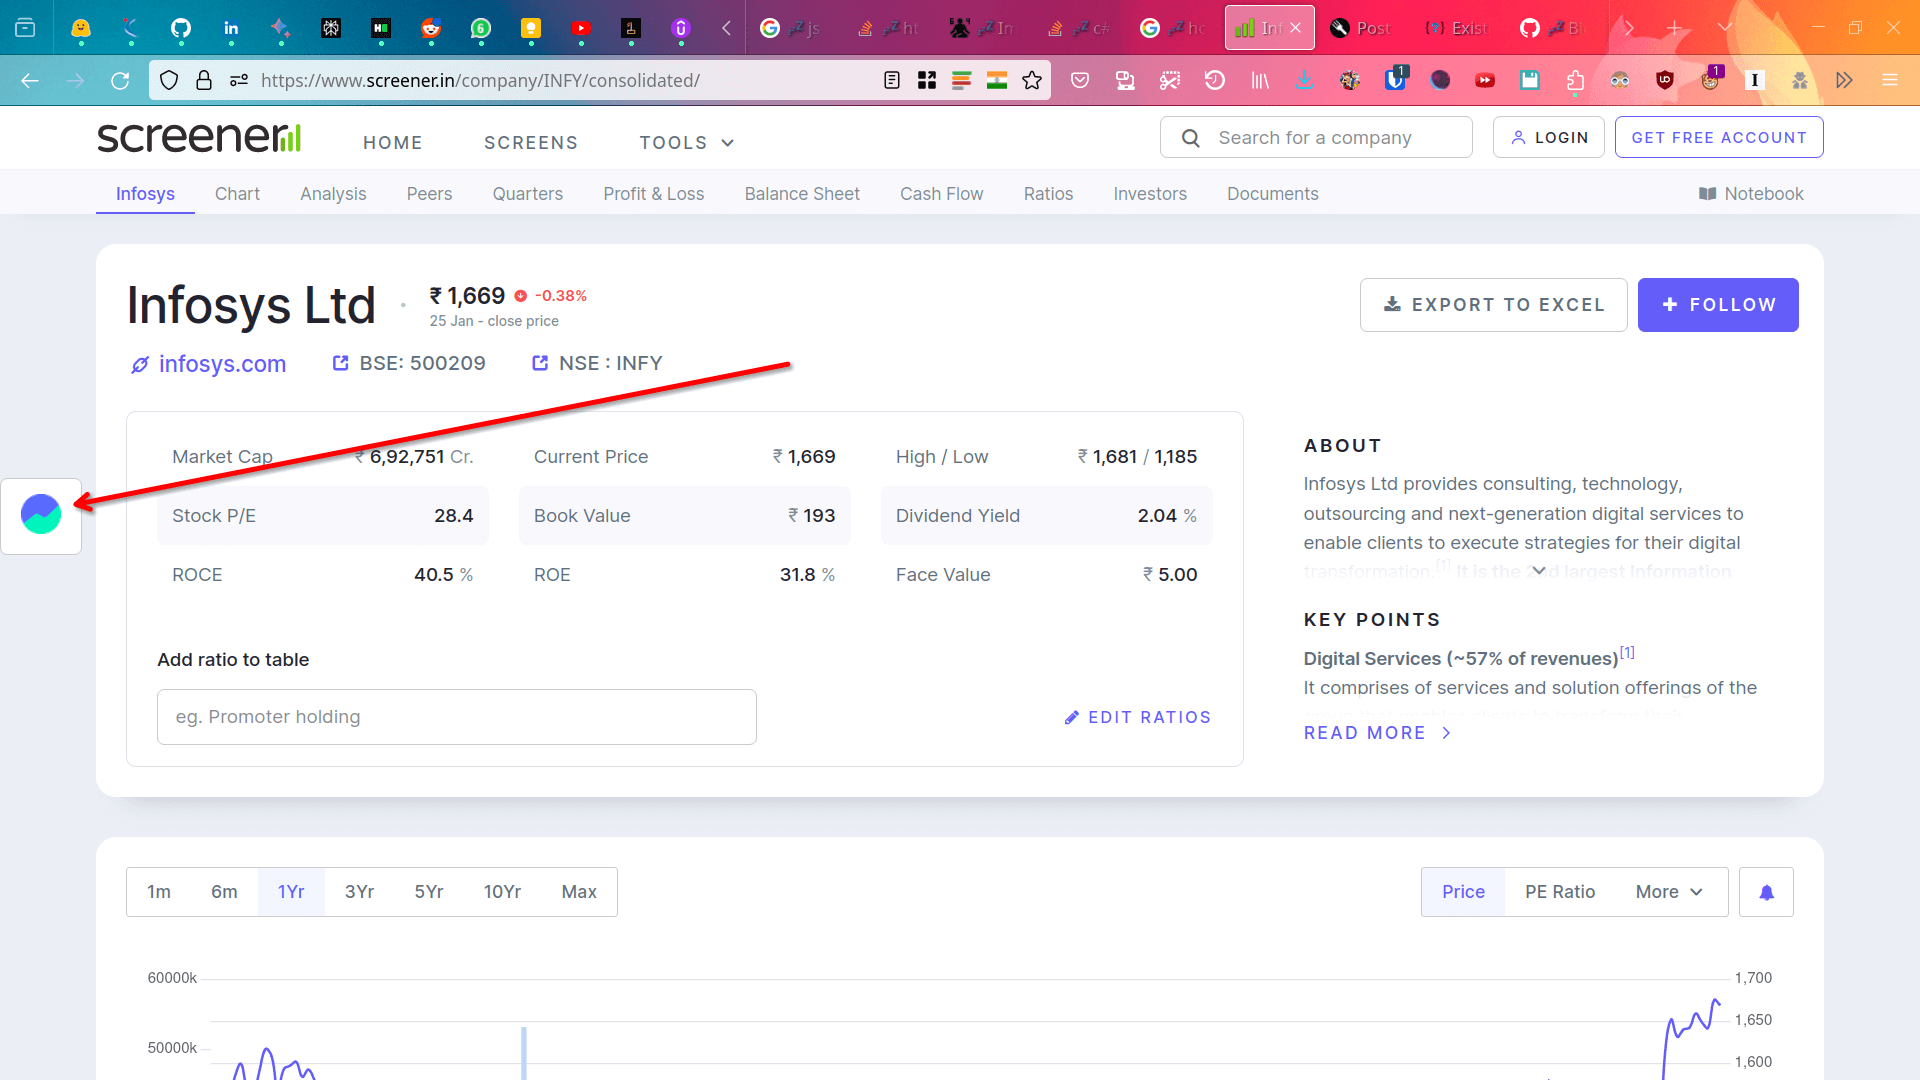 js
ht
In
c#
ho
Inf
Post
Exist
Bi
https://www.screener.in/company/INFY/consolidated/
1
1
screener
HOME
SCREENS
TOOLS
Search for a company
LOGIN
GET FREE ACCOUNT
Infosys
Chart
Analysis
Peers
Quarters
Profit & Loss
Balance Sheet
Cash Flow
Ratios
Investors
Documents
Notebook
Infosys Ltd
₹ 1,669 -0.38%
25 Jan - close price
EXPORT TO EXCEL
FOLLOW
infosys.com
BSE: 500209
NSE : INFY
Market Cap ₹ 6,92,751 Cr.
Current Price ₹ 1,669
High / Low ₹ 1,681 / 1,185
Stock P/E 28.4
Book Value ₹ 193
Dividend Yield 2.04 %
ROCE 40.5 %
ROE 31.8 %
Face Value ₹ 5.00
Add ratio to table
eg. Promoter holding
EDIT RATIOS
ABOUT
Infosys Ltd provides consulting, technology,
outsourcing and next-generation digital services to
enable clients to execute strategies for their digital
transformation.[1] It is the 2nd largest Information
KEY POINTS
Digital Services (~57% of revenues)[1]
It comprises of services and solution offerings of the
READ MORE
1m
6m
1Yr
3Yr
5Yr
10Yr
Max
Price
PE Ratio
More
60000k
1,700
1,650
50000k
1,600